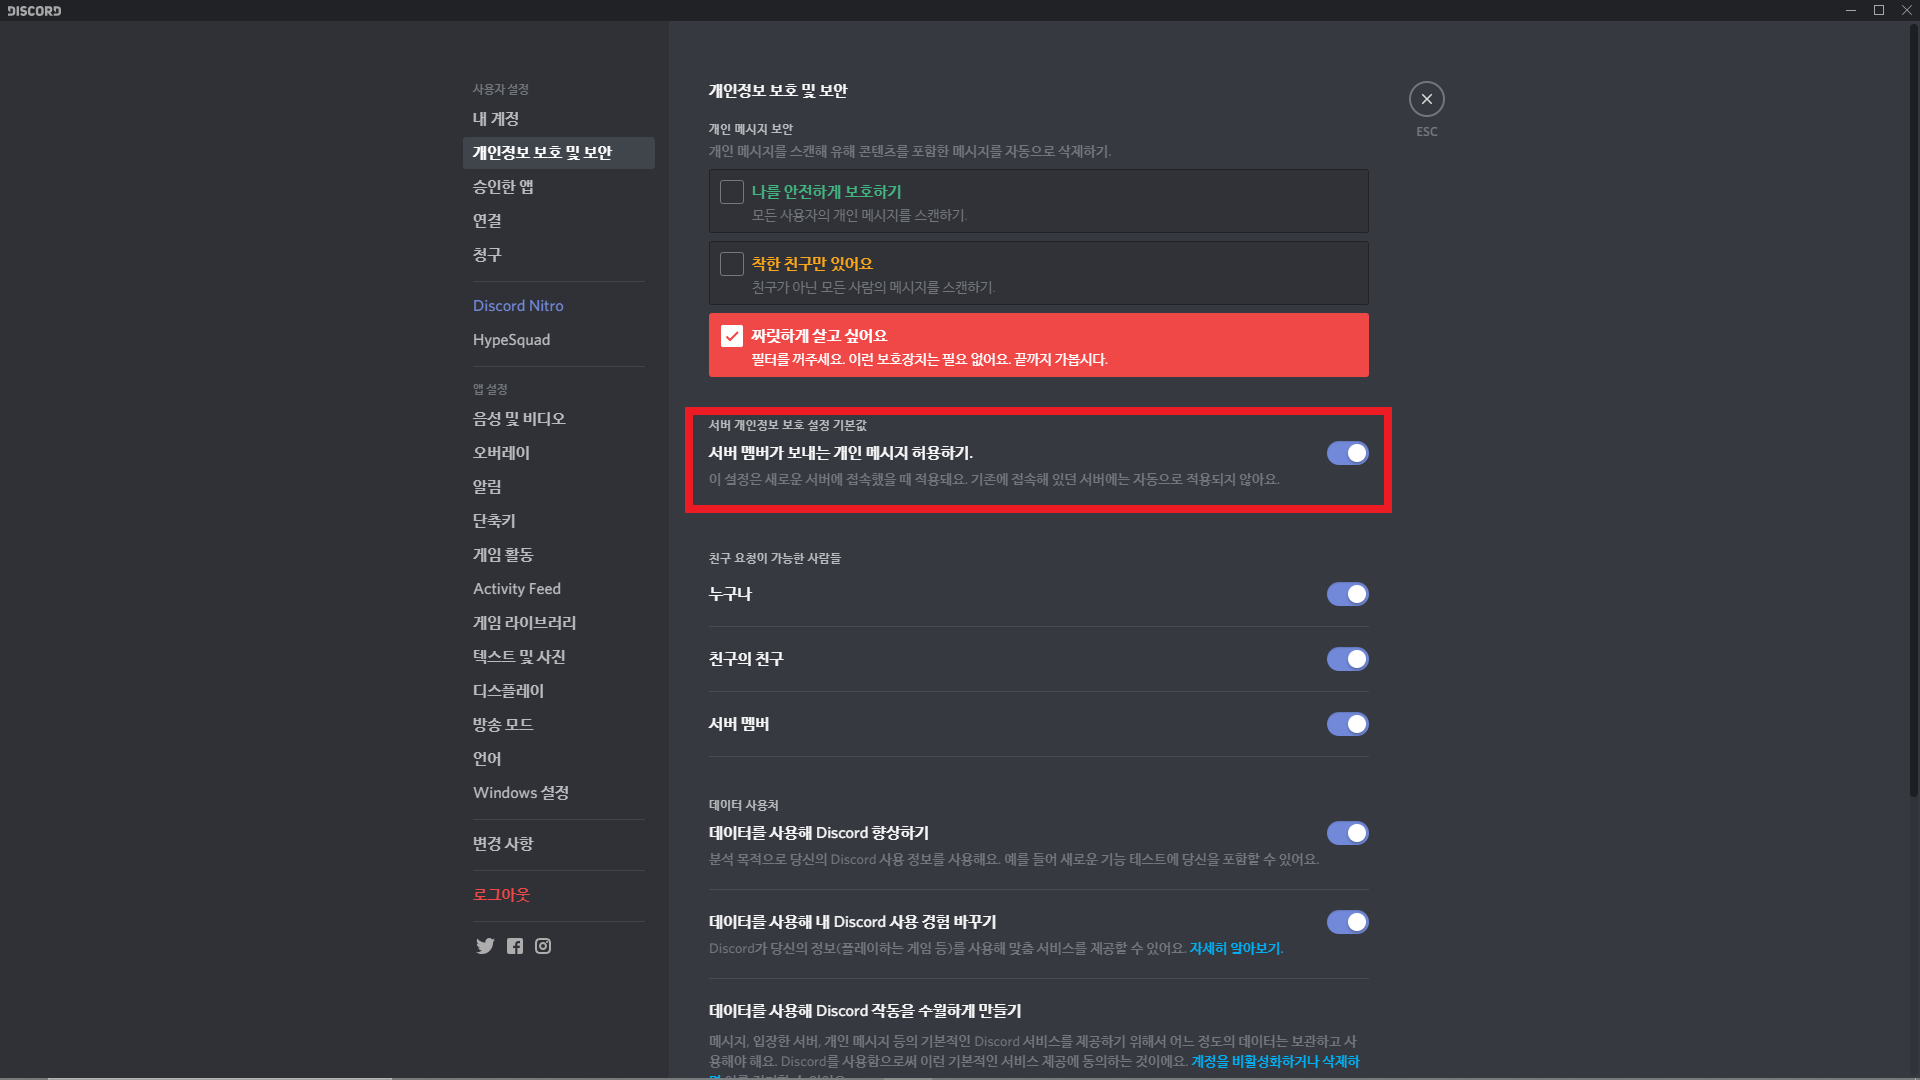 DISCORD
사용자 설정
내 계정
개인정보 보호 및 보안
승인한 앱
연결
청구
Discord Nitro
HypeSquad
앱 설정
음성 및 비디오
오버레이
알림
단축키
게임 활동
Activity Feed
게임 라이브러리
텍스트 및 사진
디스플레이
방송 모드
언어
Windows 설정
변경 사항
로그아웃
개인정보 보호 및 보안
개인 메시지 보안
개인 메시지를 스캔해 유해 콘텐츠를 포함한 메시지를 자동으로 삭제하기.
나를 안전하게 보호하기
모든 사용자의 개인 메시지를 스캔하기.
착한 친구만 있어요
친구가 아닌 모든 사람의 메시지를 스캔하기.
짜릿하게 살고 싶어요
필터를 꺼주세요. 이런 보호장치는 필요 없어요. 끝까지 가봅시다.
서버 개인정보 보호 설정 기본값
서버 멤버가 보내는 개인 메시지 허용하기.
이 설정은 새로운 서버에 접속했을 때 적용돼요. 기존에 접속해 있던 서버에는 자동으로 적용되지 않아요.
친구 요청이 가능한 사람들
누구나
친구의 친구
서버 멤버
데이터 사용처
데이터를 사용해 Discord 향상하기
분석 목적으로 당신의 Discord 사용 정보를 사용해요. 예를 들어 새로운 기능 테스트에 당신을 포함할 수 있어요.
데이터를 사용해 내 Discord 사용 경험 바꾸기
Discord가 당신의 정보(플레이하는 게임 등)를 사용해 맞춤 서비스를 제공할 수 있어요. 자세히 알아보기.
데이터를 사용해 Discord 작동을 수월하게 만들기
메시지, 입장한 서버, 개인 메시지 등의 기본적인 Discord 서비스를 제공하기 위해서 어느 정도의 데이터는 보관하고 사
용해야 해요. Discord를 사용함으로써 이런 기본적인 서비스 제공에 동의하는 것이에요. 계정을 비활성화하거나 삭제하
ESC